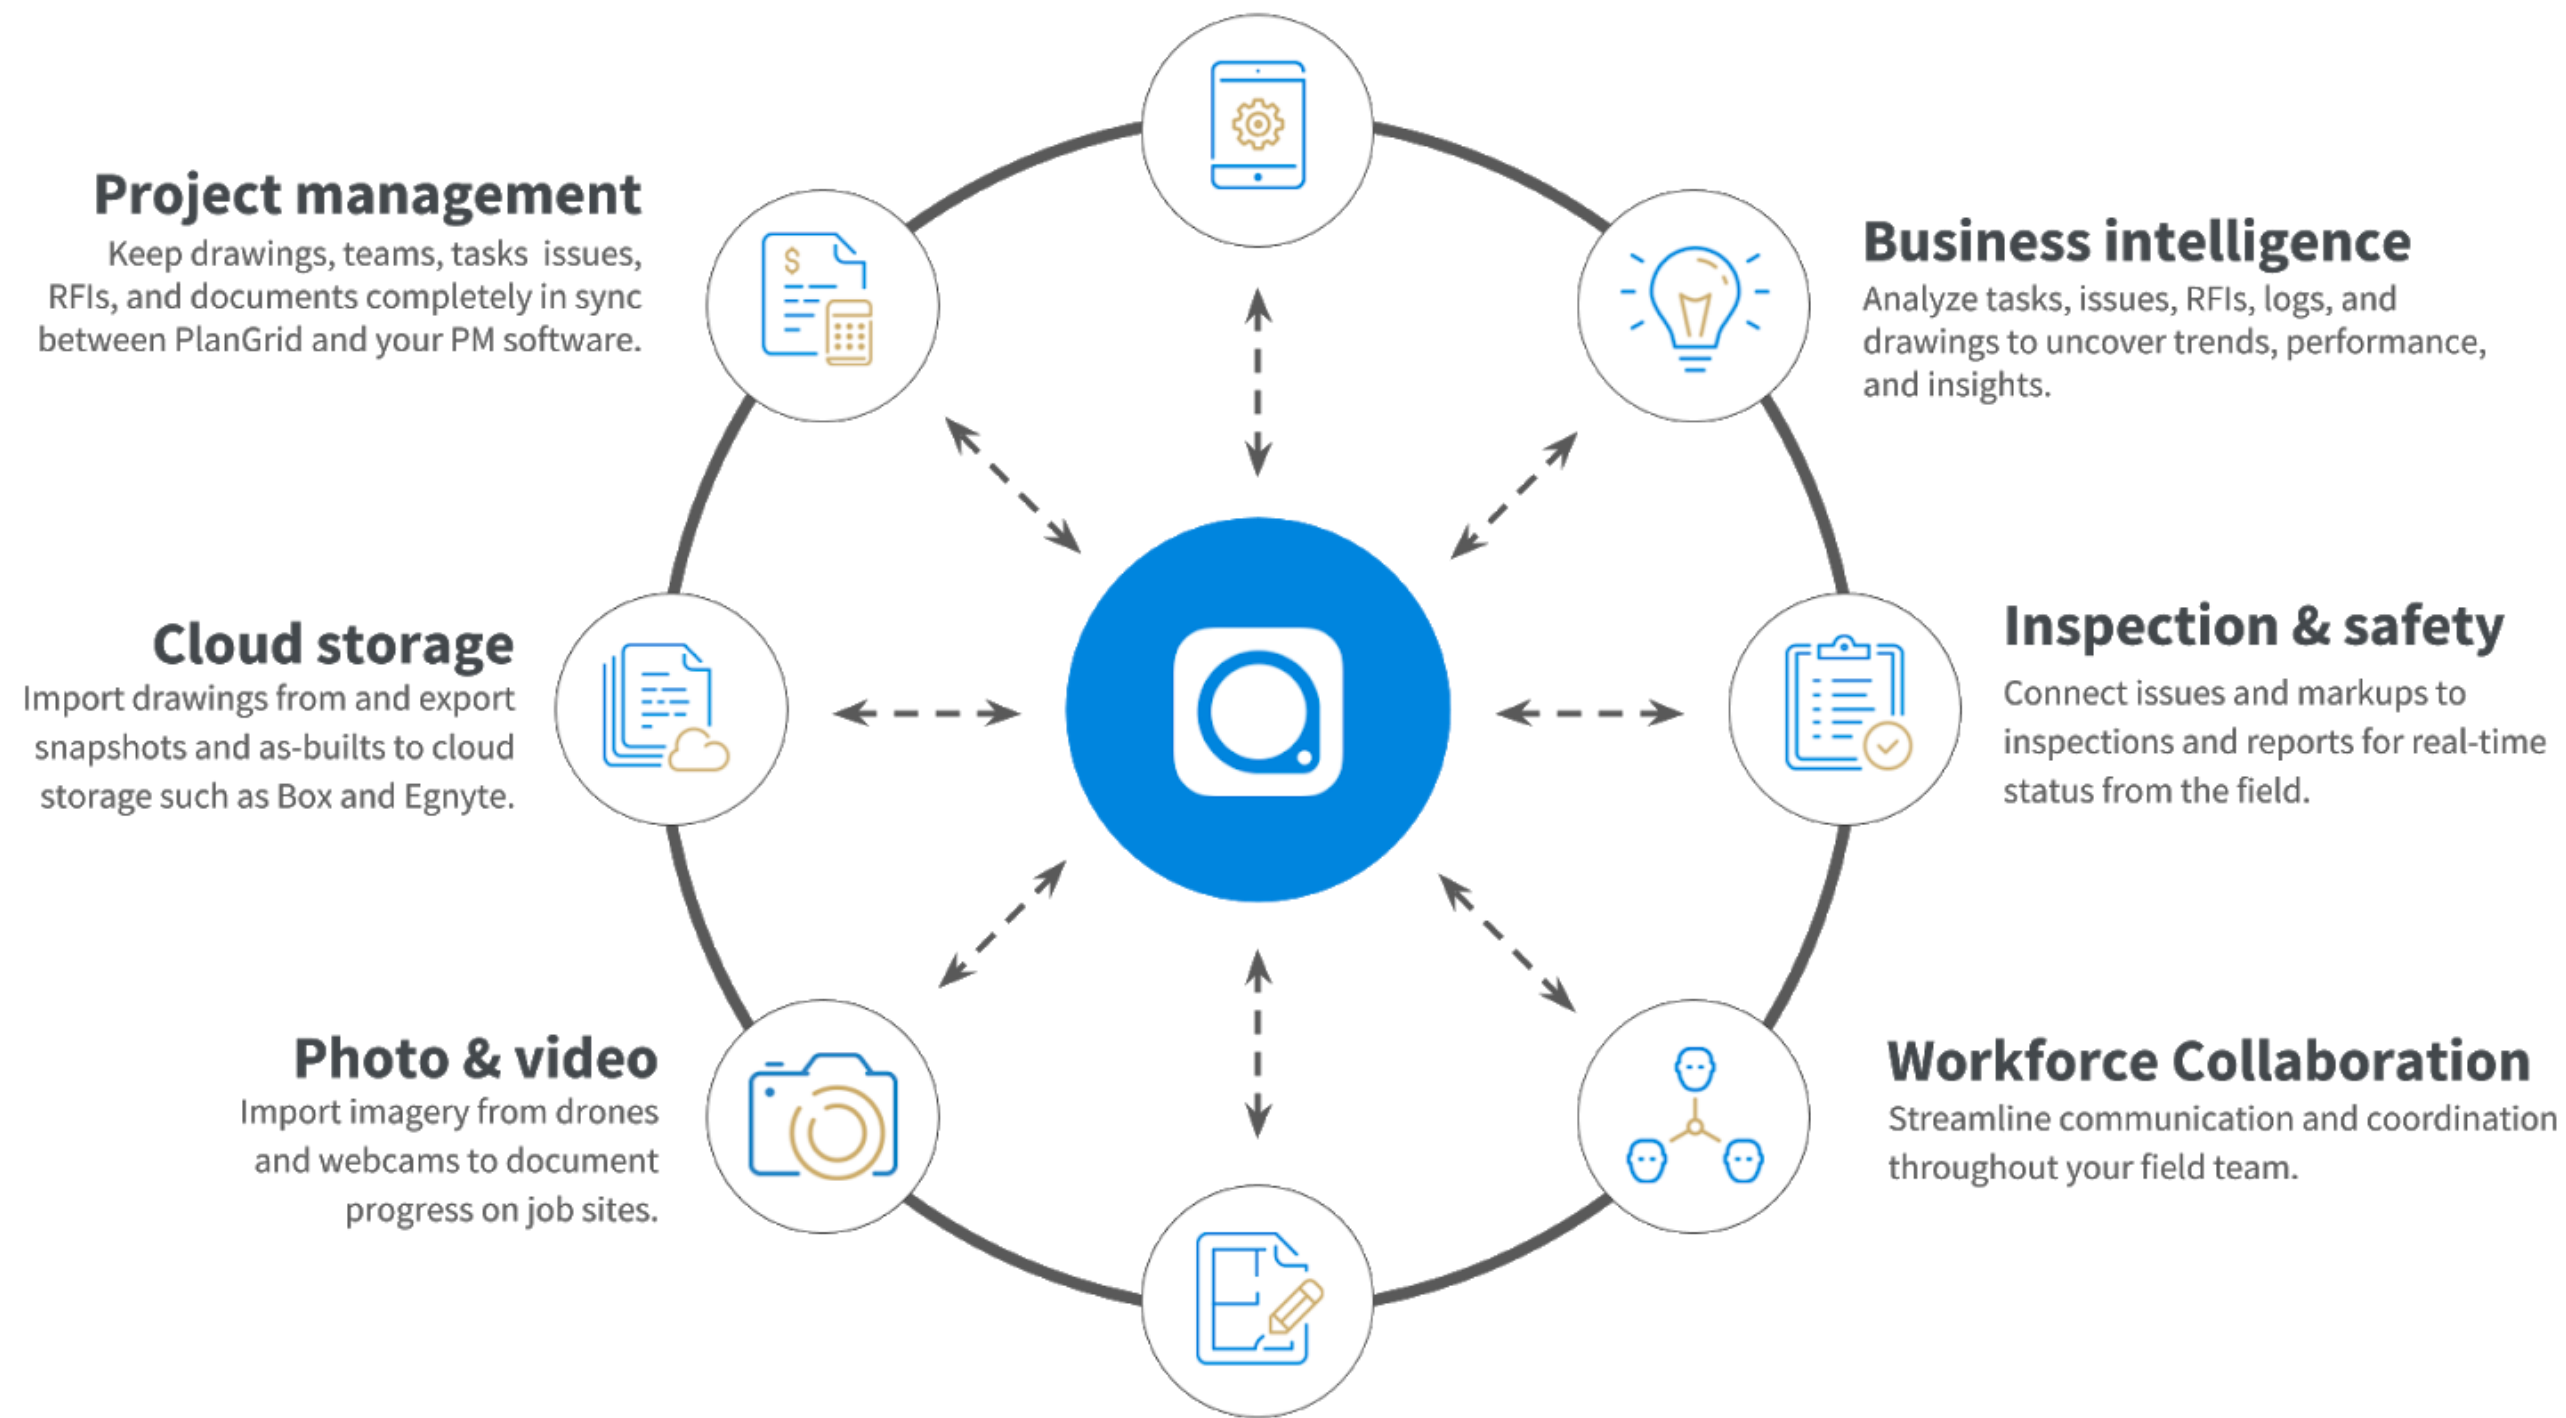 Project management
Keep drawings, teams, tasks issues,
RFIs, and documents completely in sync
between PlanGrid and your PM software.
Business intelligence
Analyze tasks, issues, RFIs, logs, and
drawings to uncover trends, performance,
and insights.
Cloud storage
Import drawings from and export
snapshots and as-builts to cloud
storage such as Box and Egnyte.
Inspection & safety
Connect issues and markups to
inspections and reports for real-time
status from the field.
Photo & video
Import imagery from drones
and webcams to document
progress on job sites.
Workforce Collaboration
Streamline communication and coordination
throughout your field team.